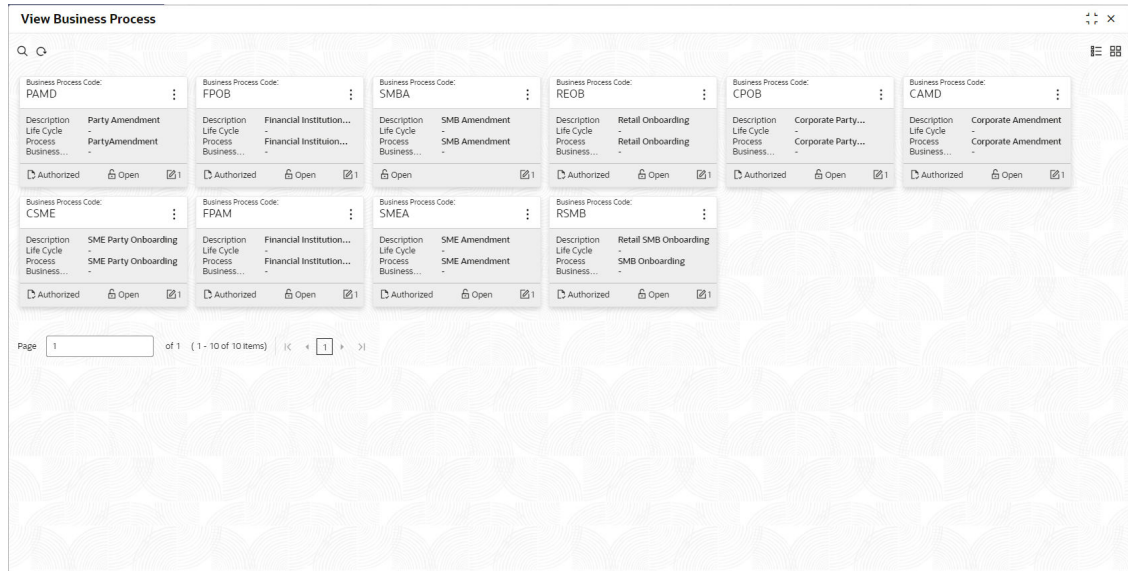 View Business Process
Business Process Code:
PAMD
Description Party Amendment
Life Cycle -
Process PartyAmendment
Business... -
Authorized Open 1
Business Process Code:
FPOB
Description Financial Institution...
Life Cycle -
Process Financial Instituion...
Business... -
Authorized Open 1
Business Process Code:
SMBA
Description SMB Amendment
Life Cycle -
Process SMB Amendment
Business... -
Open 1
Business Process Code:
REOB
Description Retail Onboarding
Life Cycle -
Process Retail Onboarding
Business... -
Authorized Open 1
Business Process Code:
CPOB
Description Corporate Party...
Life Cycle -
Process Corporate Party...
Business... -
Authorized Open 1
Business Process Code:
CAMD
Description Corporate Amendment
Life Cycle -
Process Corporate Amendment
Business... -
Authorized Open 1
Business Process Code:
CSME
Description SME Party Onboarding
Life Cycle -
Process SME Party Onboarding
Business... -
Authorized Open 1
Business Process Code:
FPAM
Description Financial Institution...
Life Cycle -
Process Financial Institution...
Business... -
Authorized Open 1
Business Process Code:
SMEA
Description SME Amendment
Life Cycle -
Process SME Amendment
Business... -
Authorized Open 1
Business Process Code:
RSMB
Description Retail SMB Onboarding
Life Cycle -
Process SMB Onboarding
Business... -
Authorized Open 1
Page 1 of 1 ( 1 - 10 of 10 items) 1